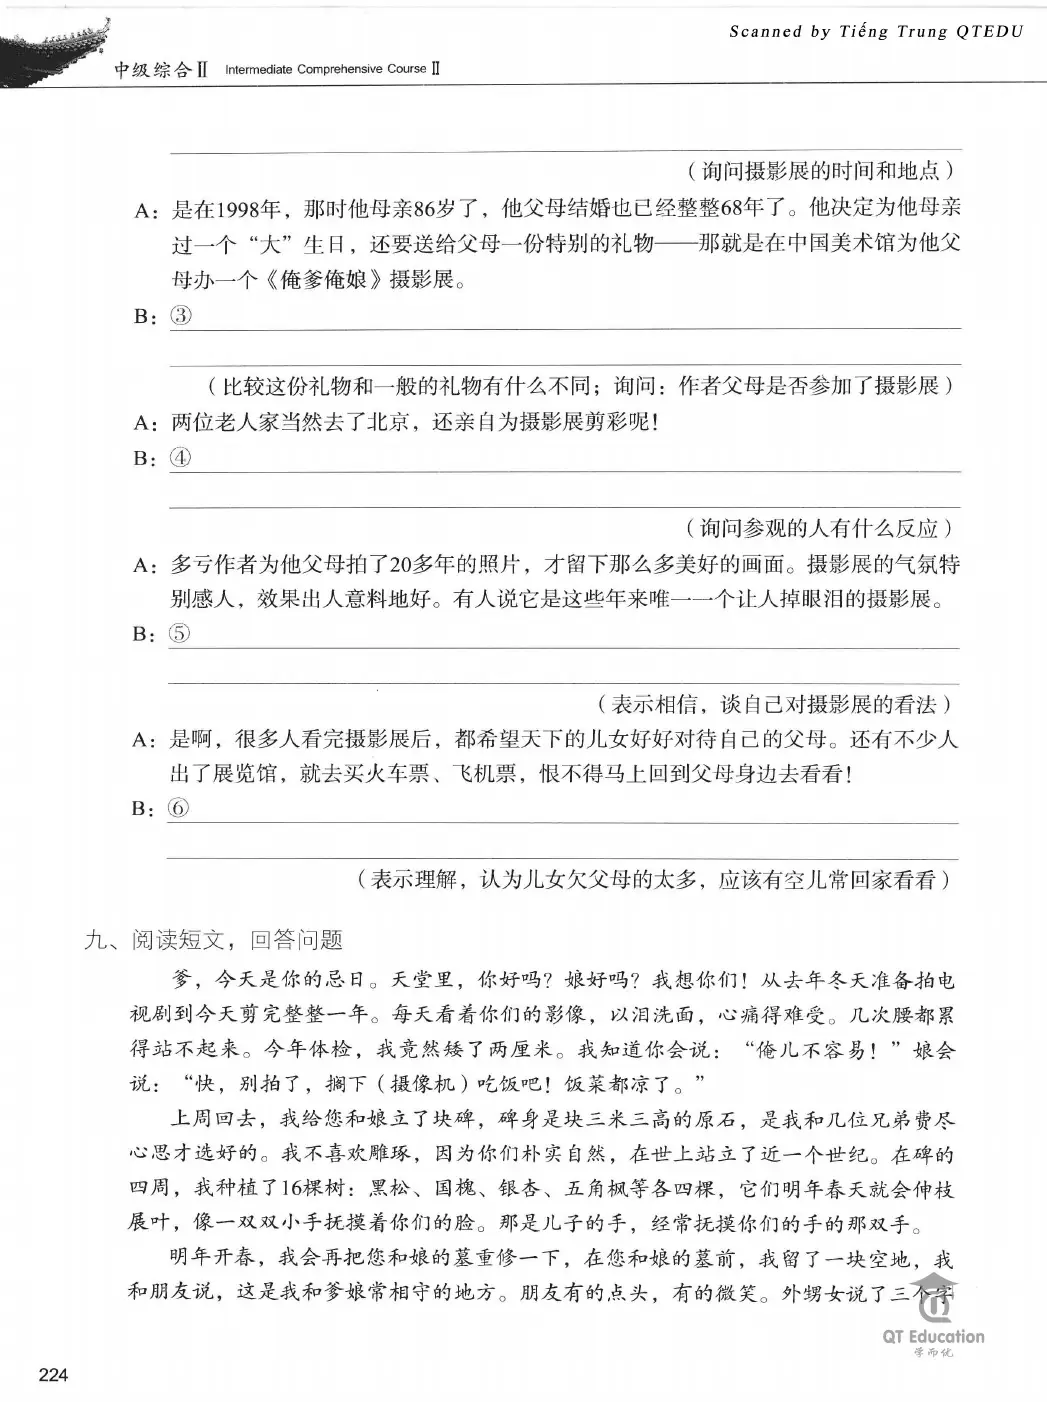 Scanned by Tiếng Trung QTEDU
中级综合Ⅱ Intermediate Comprehensive Course Ⅱ
（询问摄影展的时间和地点）
A：是在1998年，那时他母亲86岁了，他父母结婚也已经整整68年了。他决定为他母亲
过一个“大”生日，还要送给父母一份特别的礼物——那就是在中国美术馆为他父
母办一个《俺爹俺娘》摄影展。
B：③
（比较这份礼物和一般的礼物有什么不同；询问：作者父母是否参加了摄影展）
A：两位老人家当然去了北京，还亲自为摄影展剪彩呢！
B：④
（询问参观的人有什么反应）
A：多亏作者为他父母拍了20多年的照片，才留下那么多美好的画面。摄影展的气氛特
别感人，效果出人意料地好。有人说它是这些年来唯一一个让人掉眼泪的摄影展。
B：⑤
（表示相信，谈自己对摄影展的看法）
A：是啊，很多人看完摄影展后，都希望天下的儿女好好对待自己的父母。还有不少人
出了展览馆，就去买火车票、飞机票，恨不得马上回到父母身边去看看！
B：⑥
（表示理解，认为儿女欠父母的太多，应该有空儿常回家看看）
九、阅读短文，回答问题
爹，今天是你的忌日。天堂里，你好吗？娘好吗？我想你们！从去年冬天准备拍电
视剧到今天剪完整整一年。每天看着你们的影像，以泪洗面，心痛得难受。几次腰都累
得站不起来。今年体检，我竟然矮了两厘米。我知道你会说：“俺儿不容易！”娘会
说：“快，别拍了，搁下（摄像机）吃饭吧！饭菜都凉了。”
上周回去，我给您和娘立了块碑，碑身是块三米三高的原石，是我和几位兄弟费尽
心思才选好的。我不喜欢雕琢，因为你们朴实自然，在世上站立了近一个世纪。在碑的
四周，我种植了16棵树：黑松、国槐、银杏、五角枫等各四棵，它们明年春天就会伸枝
展叶，像一双双小手抚摸着你们的脸。那是儿子的手，经常抚摸你们的手的那双手。
明年开春，我会再把您和娘的墓重修一下，在您和娘的墓前，我留了一块空地，我
和朋友说，这是我和爹娘常相守的地方。朋友有的点头，有的微笑。外甥女说了三个字
QT Education
学而优
224